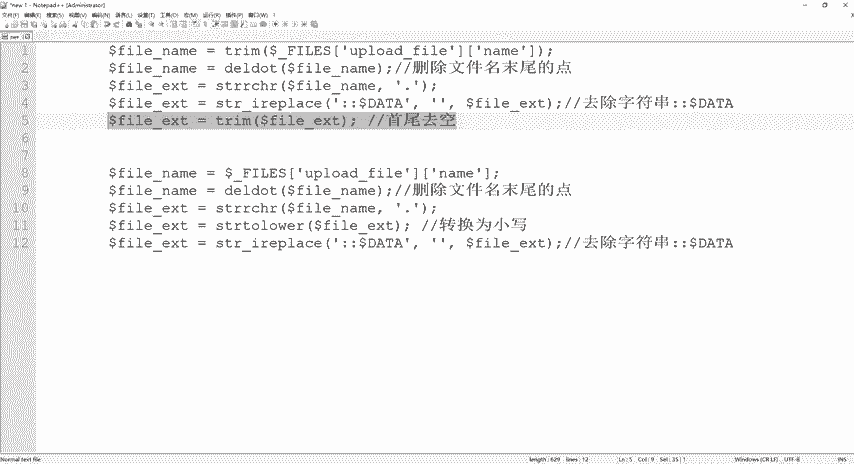 *new 1 - Notepad++ [Administrator]
文件(F) 编辑(E) 搜索(S) 视图(V) 编码(N) 语言(L) 设置(T) 工具(O) 宏(M) 运行(R) 插件(P) 窗口(W) ?
new 1
1 $file_name = trim($_FILES['upload_file']['name']);
2 $file_name = deldot($file_name);//删除文件名末尾的点
3 $file_ext = strrchr($file_name, '.');
4 $file_ext = str_ireplace('::$DATA', '', $file_ext);//去除字符串::$DATA
5 $file_ext = trim($file_ext); //首尾去空
6
7
8 $file_name = $_FILES['upload_file']['name'];
9 $file_name = deldot($file_name);//删除文件名末尾的点
10 $file_ext = strrchr($file_name, '.');
11 $file_ext = strtolower($file_ext); //转换为小写
12 $file_ext = str_ireplace('::$DATA', '', $file_ext);//去除字符串::$DATA
Normal text file length : 629 lines : 12 Ln : 5 Col : 9 Sel : 35 | 1 Windows (CR LF) UTF-8 INS